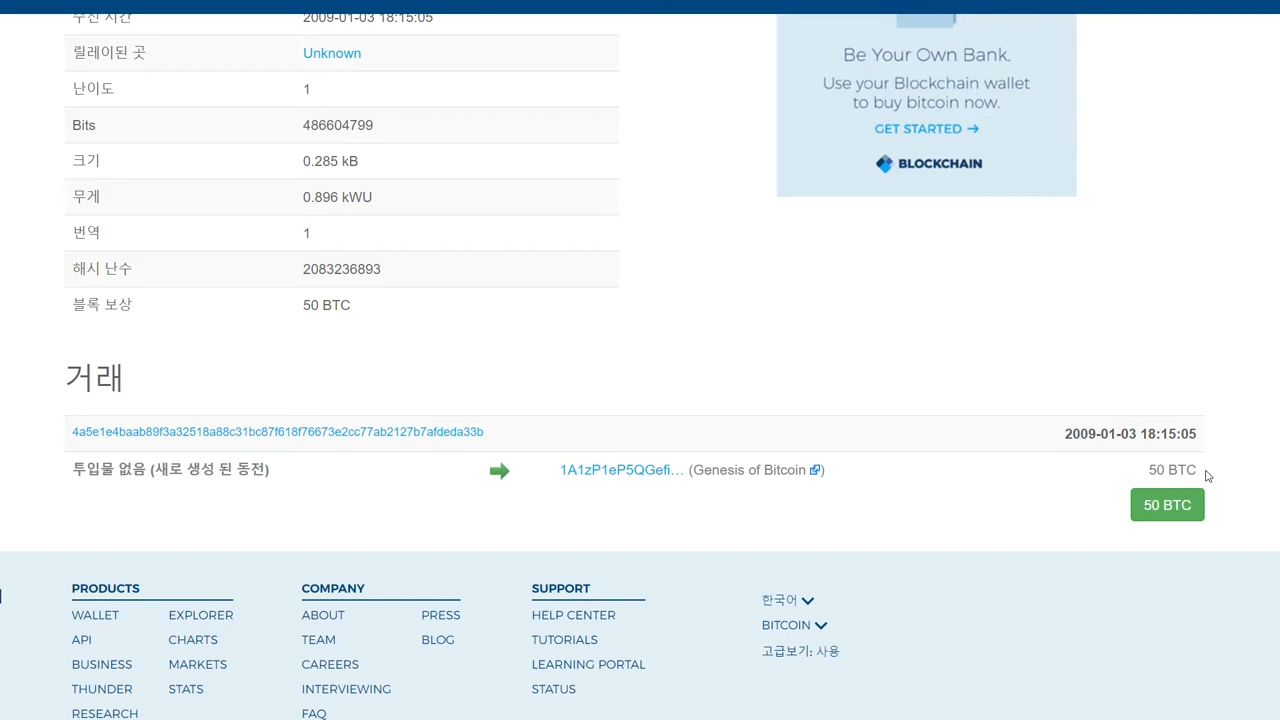 수신 시간 2009-01-03 18:15:05
릴레이된 곳 Unknown
난이도 1
Bits 486604799
크기 0.285 kB
무게 0.896 kWU
번역 1
해시 난수 2083236893
블록 보상 50 BTC
Be Your Own Bank.
Use your Blockchain wallet
to buy bitcoin now.
GET STARTED →
BLOCKCHAIN
거래
4a5e1e4baab89f3a32518a88c31bc87f618f76673e2cc77ab2127b7afdeda33b 2009-01-03 18:15:05
투입물 없음 (새로 생성 된 동전) 1A1zP1eP5QGefi... (Genesis of Bitcoin) 50 BTC
50 BTC
PRODUCTS
WALLET EXPLORER
API CHARTS
BUSINESS MARKETS
THUNDER STATS
RESEARCH
COMPANY
ABOUT PRESS
TEAM BLOG
CAREERS
INTERVIEWING
FAQ
SUPPORT
HELP CENTER
TUTORIALS
LEARNING PORTAL
STATUS
한국어
BITCOIN
고급보기: 사용